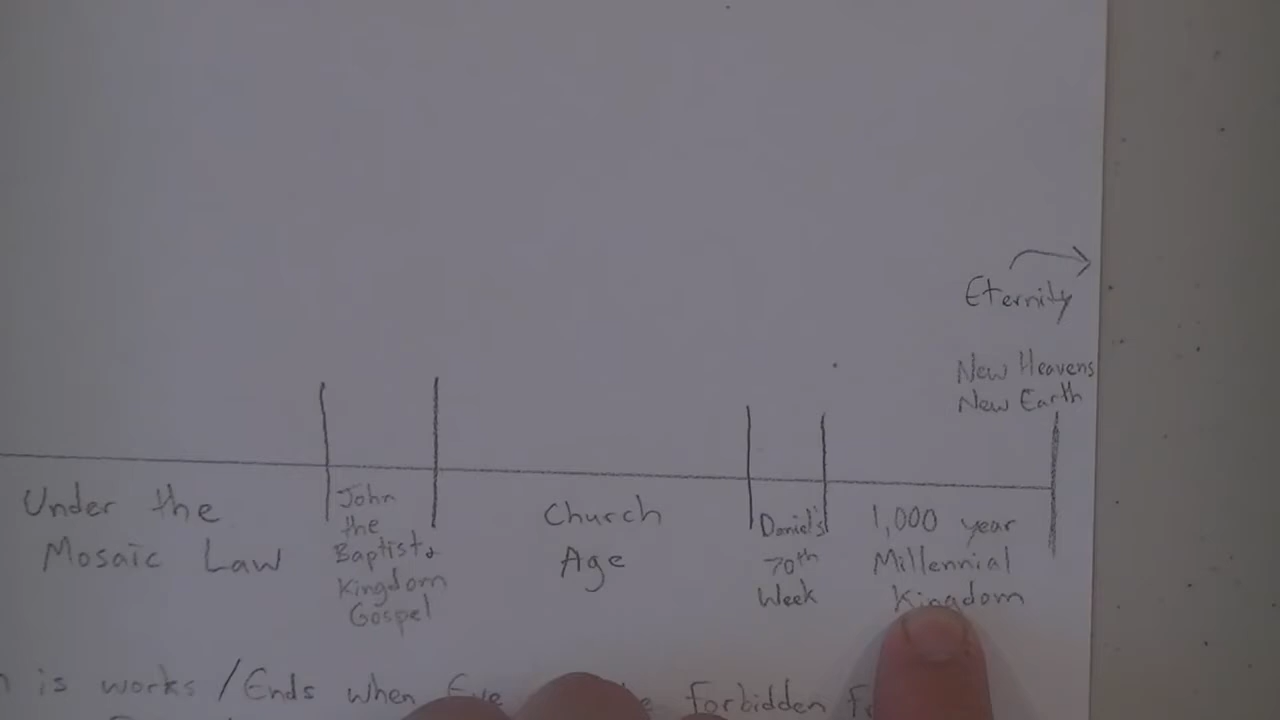 Eternity
New Heavens
New Earth
Under the
Mosaic Law
John
the
Baptist &
Kingdom
Gospel
Church
Age
Daniel's
70th
Week
1,000 year
Millennial
Kingdom
is works / Ends when Eve forbidden